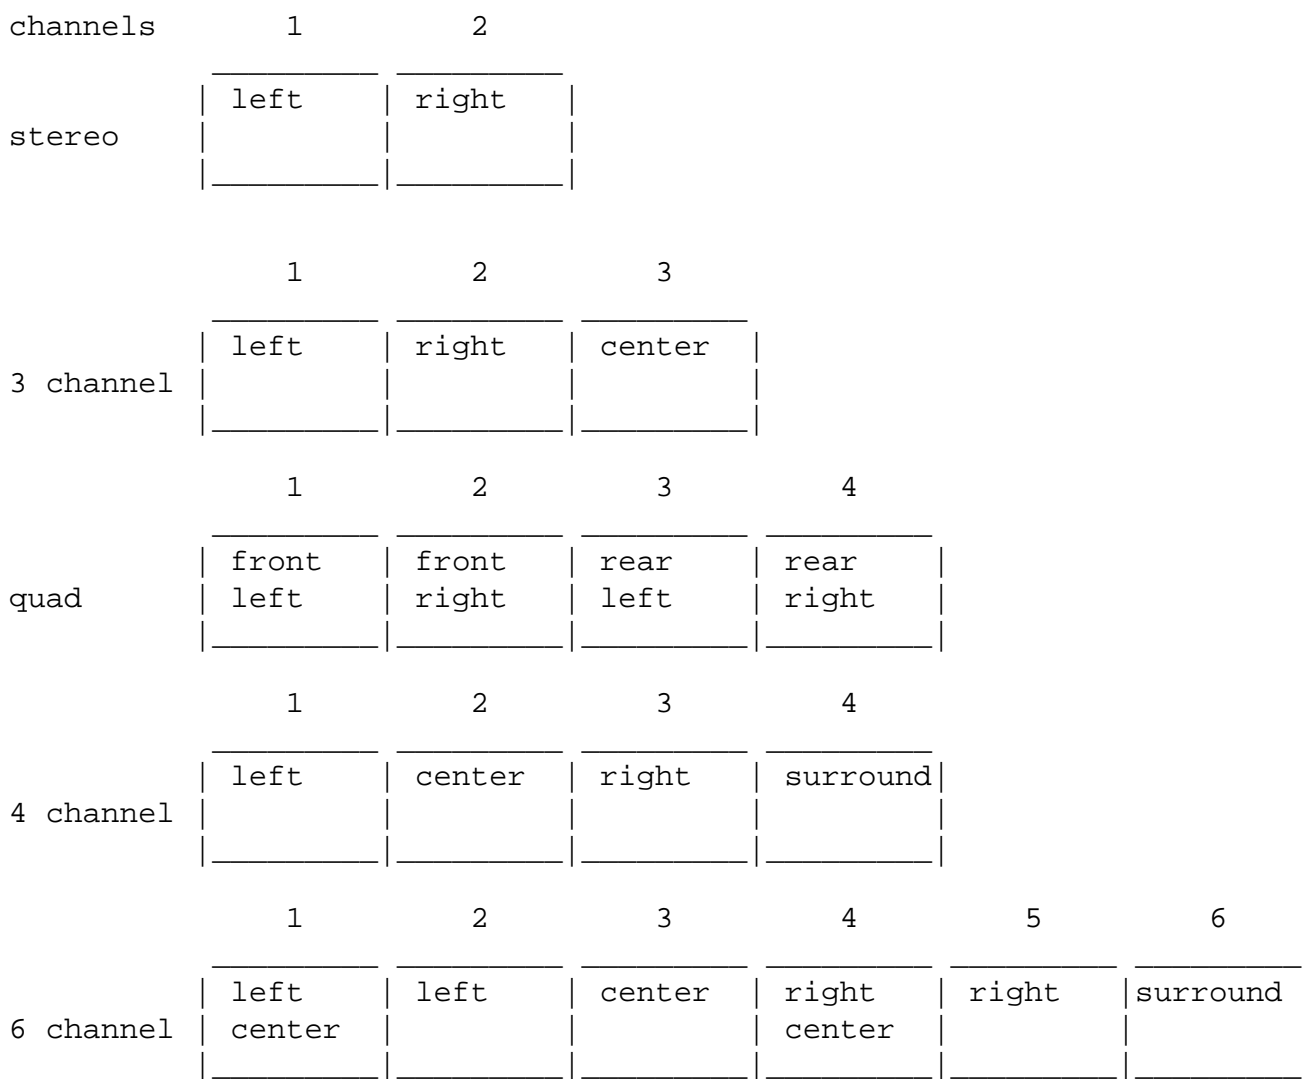 channels 1 2
left right
stereo
1 2 3
left right center
3 channel
1 2 3 4
front front rear rear
quad left right left right
1 2 3 4
left center right surround
4 channel
1 2 3 4 5 6
left left center right right surround
6 channel center center